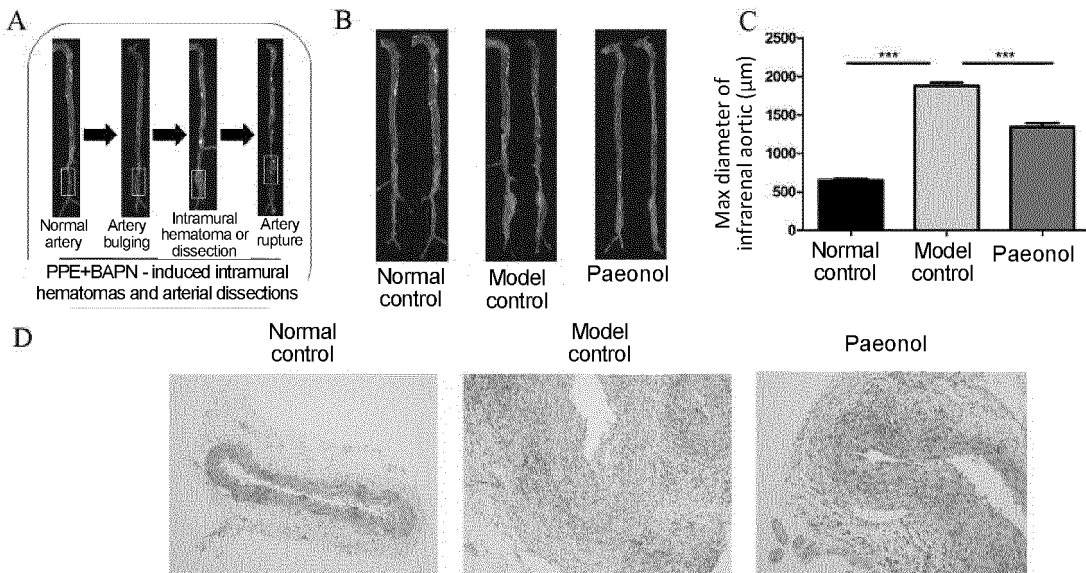 A
Normal
artery
Artery
bulging
Intramural
hematoma or
dissection
Artery
rupture
PPE+BAPN - induced intramural
hematomas and arterial dissections
B
Normal
control
Model
control
Paeonol
C
Max diameter of
infrarenal aortic (μm)
2500
2000
1500
1000
500
0
***
***
Normal
control
Model
control
Paeonol
D
Normal
control
Model
control
Paeonol